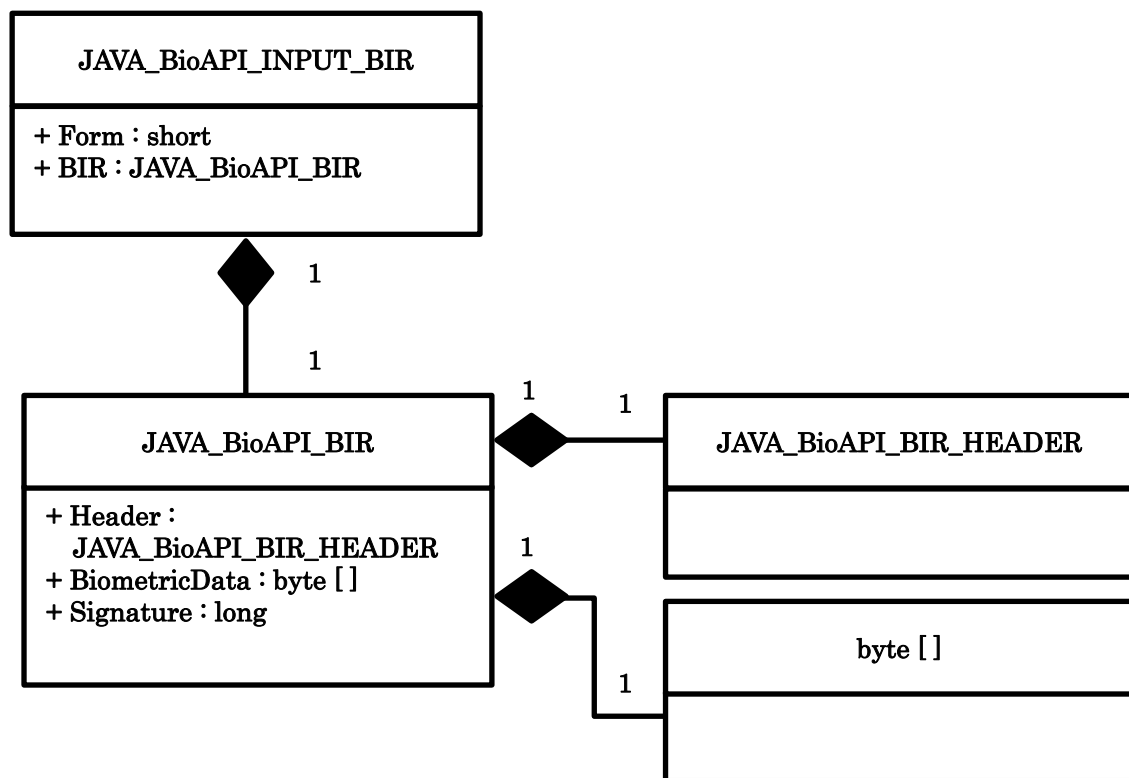 JAVA_BioAPI_INPUT_BIR
+ Form : short
+ BIR : JAVA_BioAPI_BIR
1
1
JAVA_BioAPI_BIR
+ Header :
JAVA_BioAPI_BIR_HEADER
+ BiometricData : byte [ ]
+ Signature : long
1
1
JAVA_BioAPI_BIR_HEADER
1
1
byte [ ]